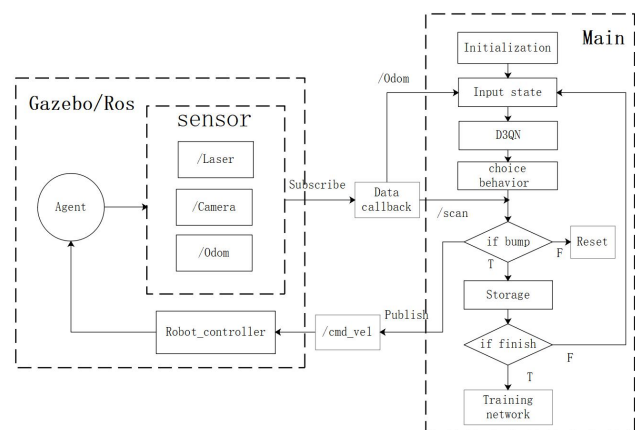 Main
Initialization
/Odom
Gazebo/Ros
sensor
Input state
/Laser
D3QN
Agent
/Camera
Subscribe
Data
callback
choice
behavior
/scan
/Odom
if bump
Reset
T
F
Storage
Robot_controller
/cmd_vel
Publish
if finish
F
T
Training
network